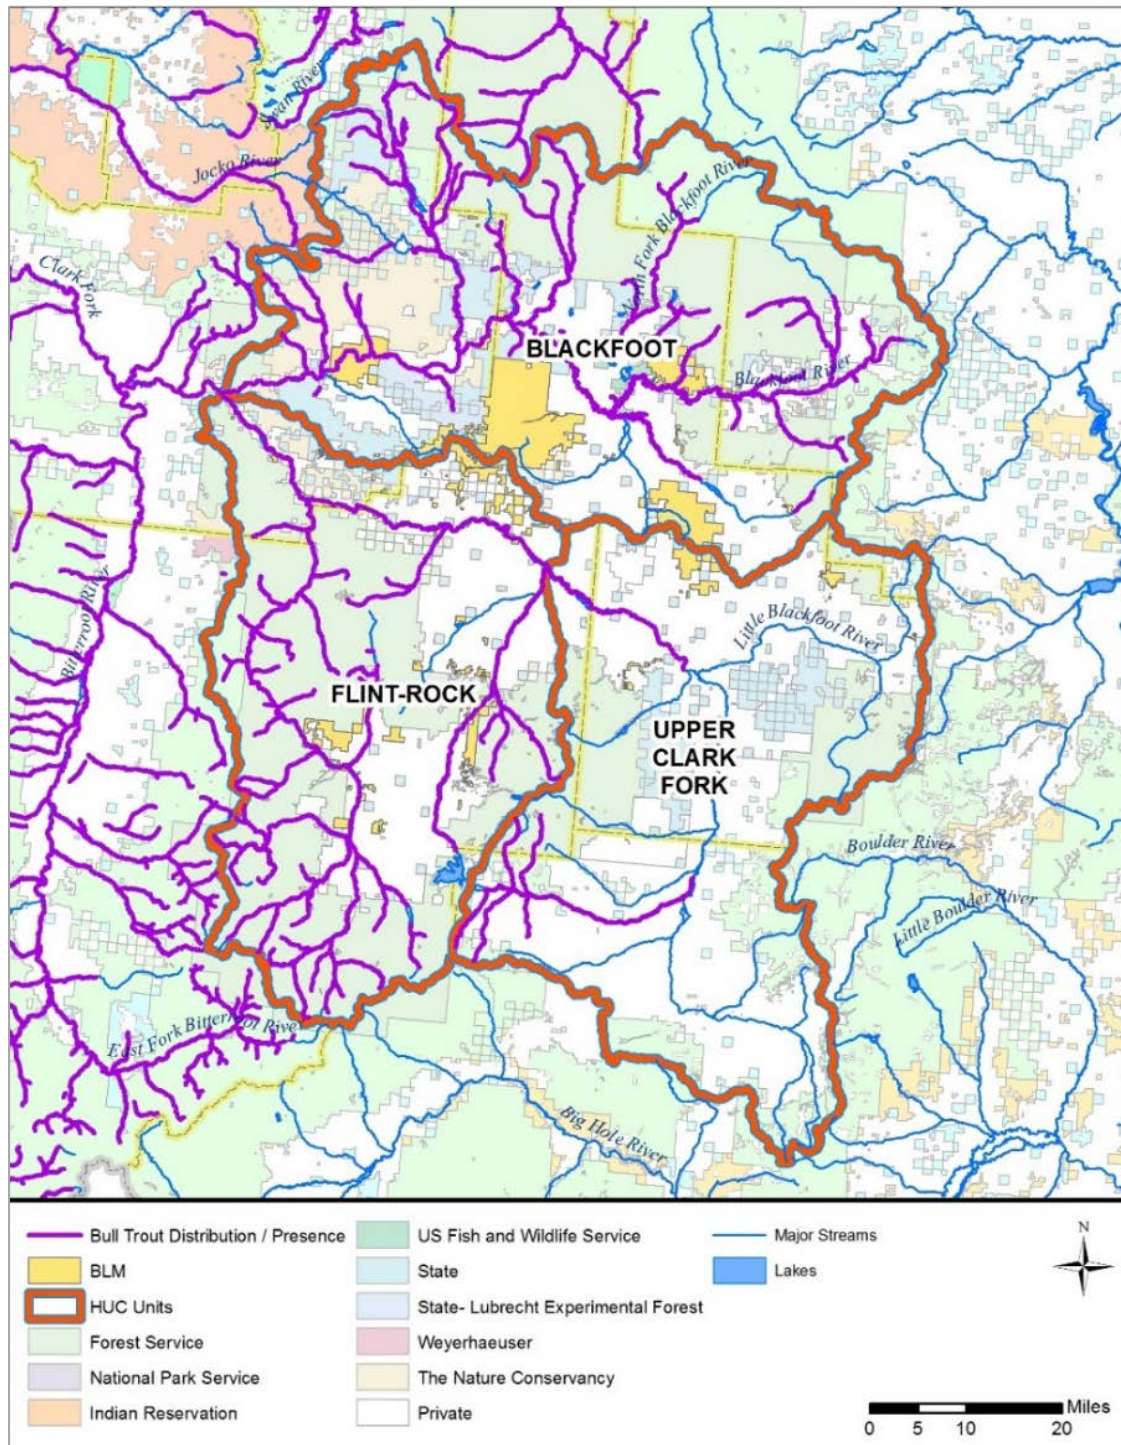 Swan River
Jocko River
North Fork Blackfoot River
Clark Fork
BLACKFOOT
Blackfoot River
Bitterroot River
Little Blackfoot River
FLINT-ROCK
UPPER
CLARK
FORK
Boulder River
Little Boulder River
East Fork Bitterroot River
Big Hole River
Bull Trout Distribution / Presence
BLM
HUC Units
Forest Service
National Park Service
Indian Reservation
US Fish and Wildlife Service
State
State- Lubrecht Experimental Forest
Weyerhaeuser
The Nature Conservancy
Private
Major Streams
Lakes
N
Miles
0 5 10 20